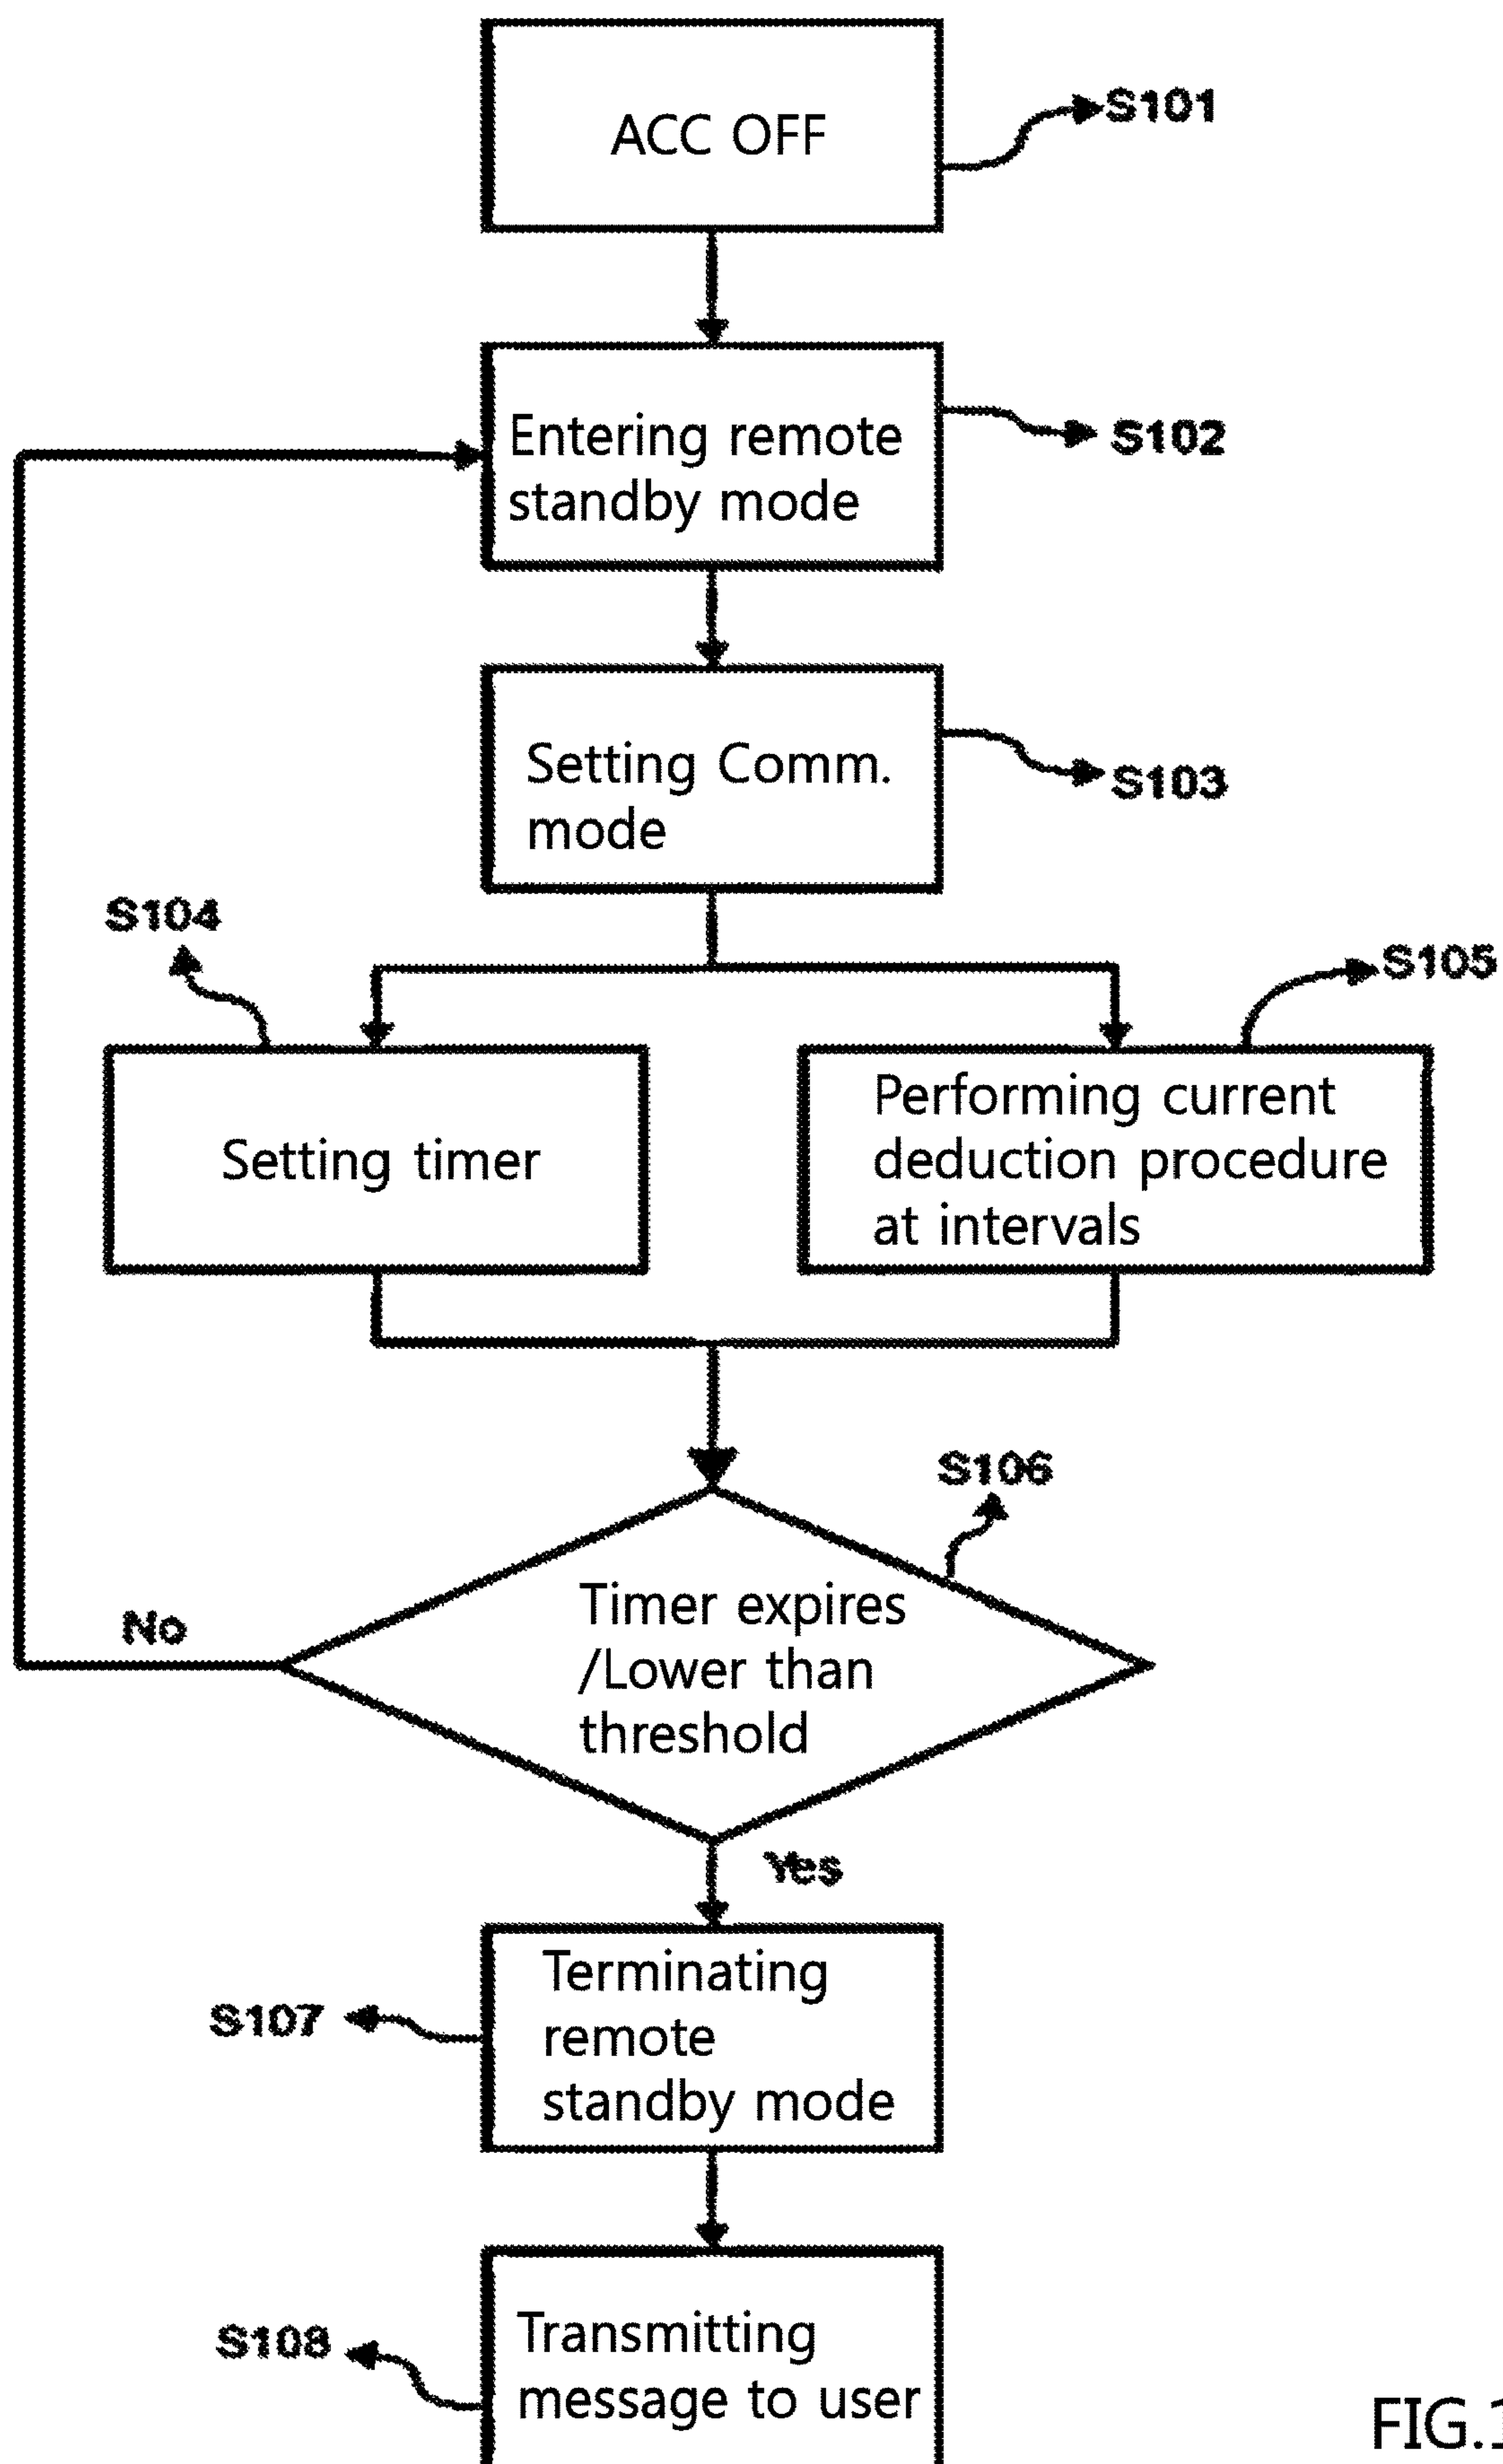 ACC OFF
S101
Entering remote
standby mode
S102
Setting Comm.
mode
S103
S104
S105
Setting timer
Performing current
deduction procedure
at intervals
S106
Timer expires
/Lower than
threshold
No
Yes
Terminating
remote
standby mode
S107
Transmitting
message to user
S108
FIG.1